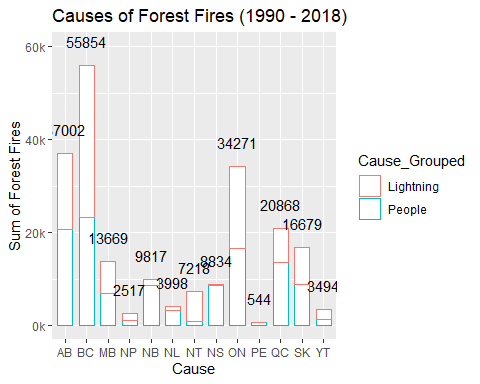 Causes of Forest Fires (1990 - 2018)
60k
40k
20k
0k
Sum of Forest Fires
55854
37002
34271
20868
16679
13669
9817
8834
7218
3998
3494
2517
544
AB BC MB NP NB NL NT NS ON PE QC SK YT
Cause
Cause_Grouped
Lightning
People